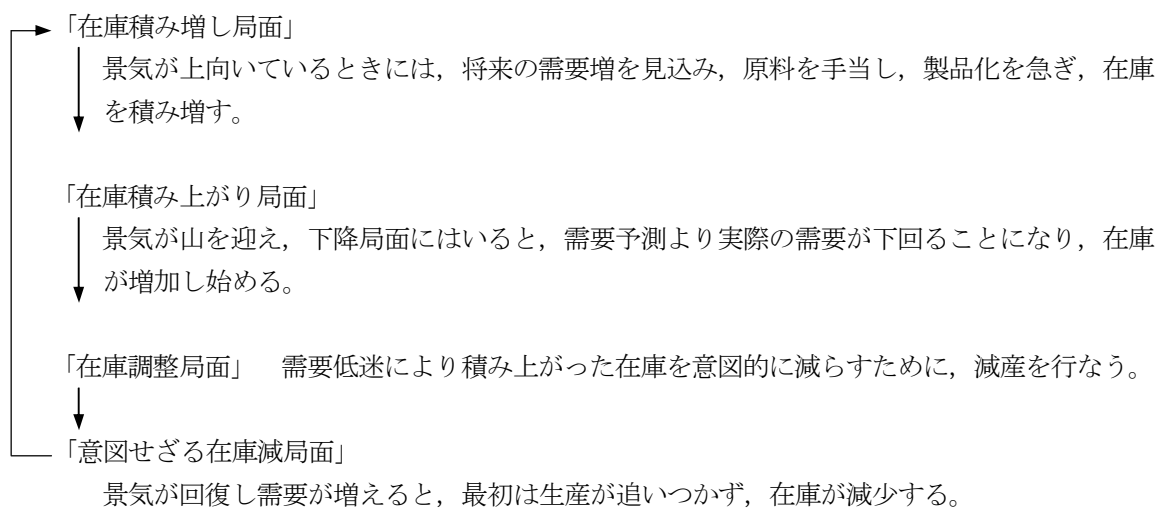 「在庫積み増し局面」
景気が上向いているときには，将来の需要増を見込み，原料を手当し，製品化を急ぎ，在庫
を積み増す。
「在庫積み上がり局面」
景気が山を迎え，下降局面にはいると，需要予測より実際の需要が下回ることになり，在庫
が増加し始める。
「在庫調整局面」　需要低迷により積み上がった在庫を意図的に減らすために，減産を行なう。
「意図せざる在庫減局面」
景気が回復し需要が増えると，最初は生産が追いつかず，在庫が減少する。